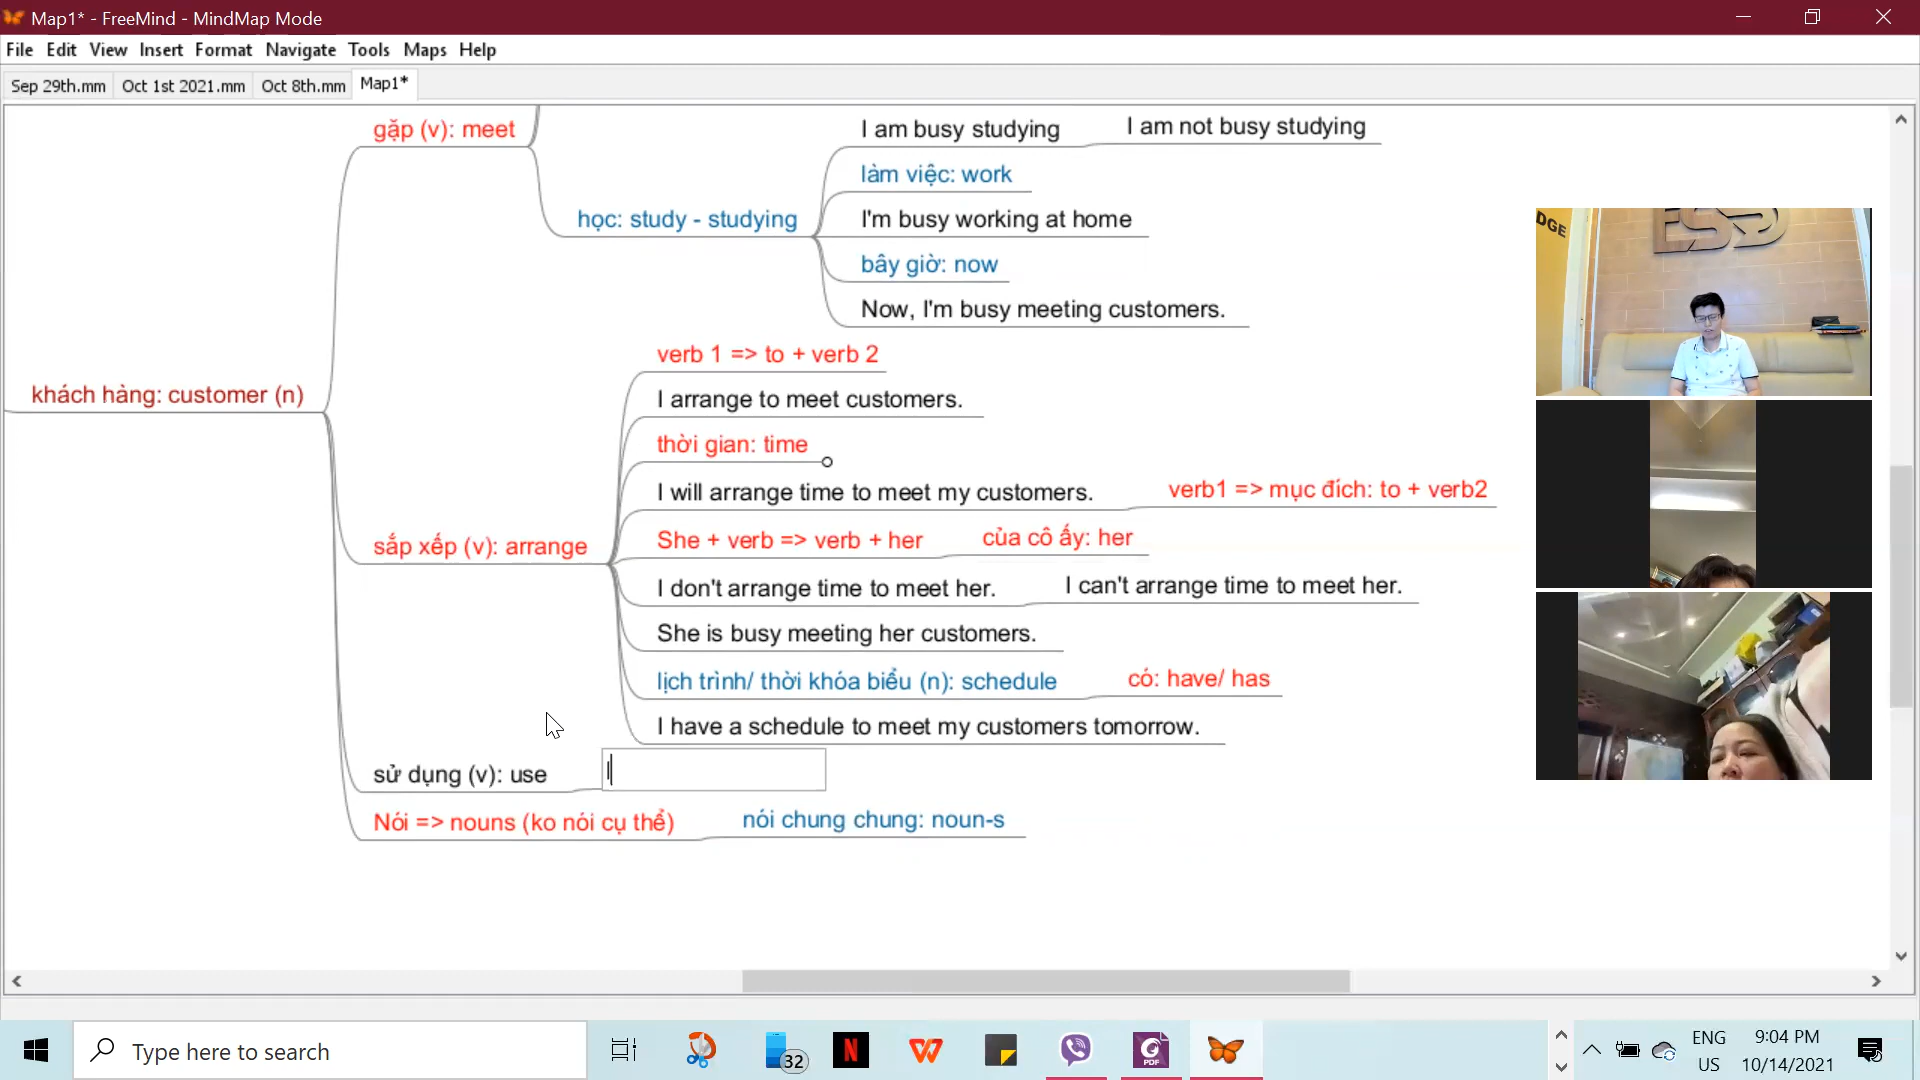 Map1* - FreeMind - MindMap Mode
File Edit View Insert Format Navigate Tools Maps Help
Sep 29th.mm Oct 1st 2021.mm Oct 8th.mm Map1*
gặp (v): meet
I am busy studying
I am not busy studying
làm việc: work
học: study - studying
I'm busy working at home
bây giờ: now
Now, I'm busy meeting customers.
khách hàng: customer (n)
verb 1 => to + verb 2
I arrange to meet customers.
thời gian: time
I will arrange time to meet my customers.
verb1 => mục đích: to + verb2
sắp xếp (v): arrange
She + verb => verb + her
của cô ấy: her
I don't arrange time to meet her.
I can't arrange time to meet her.
She is busy meeting her customers.
lịch trình/ thời khóa biểu (n): schedule
có: have/ has
I have a schedule to meet my customers tomorrow.
sử dụng (v): use
I
Nói => nouns (ko nói cụ thể)
nói chung chung: noun-s
DGE
ESD
Type here to search
32
N
W
PDF
ENG
US
9:04 PM
10/14/2021